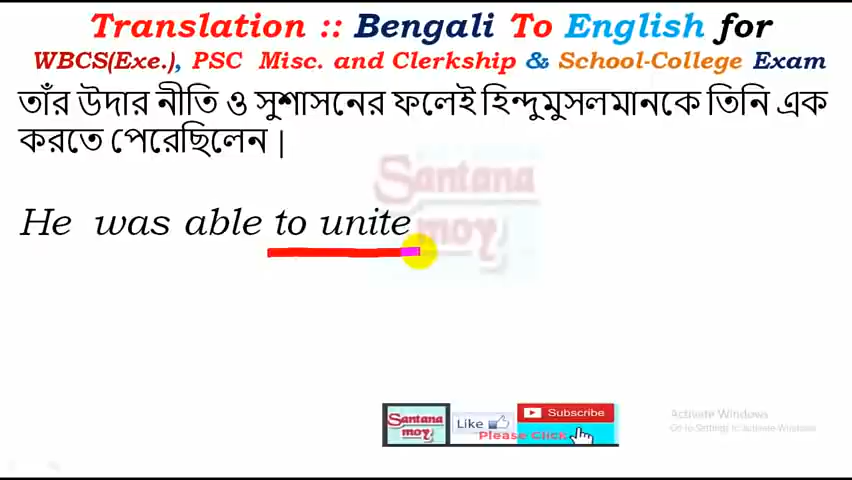 Translation :: Bengali To English for
WBCS(Exe.), PSC Misc. and Clerkship & School-College Exam
তাঁর উদার নীতি ও সুশাসনের ফলেই হিন্দুমুসলমানকে তিনি এক
করতে পেরেছিলেন |
Santana
moy
He was able to unite
Santana
moy
Like
Subscribe
Please Click
Activate Windows
Go to Settings to activate Windows.